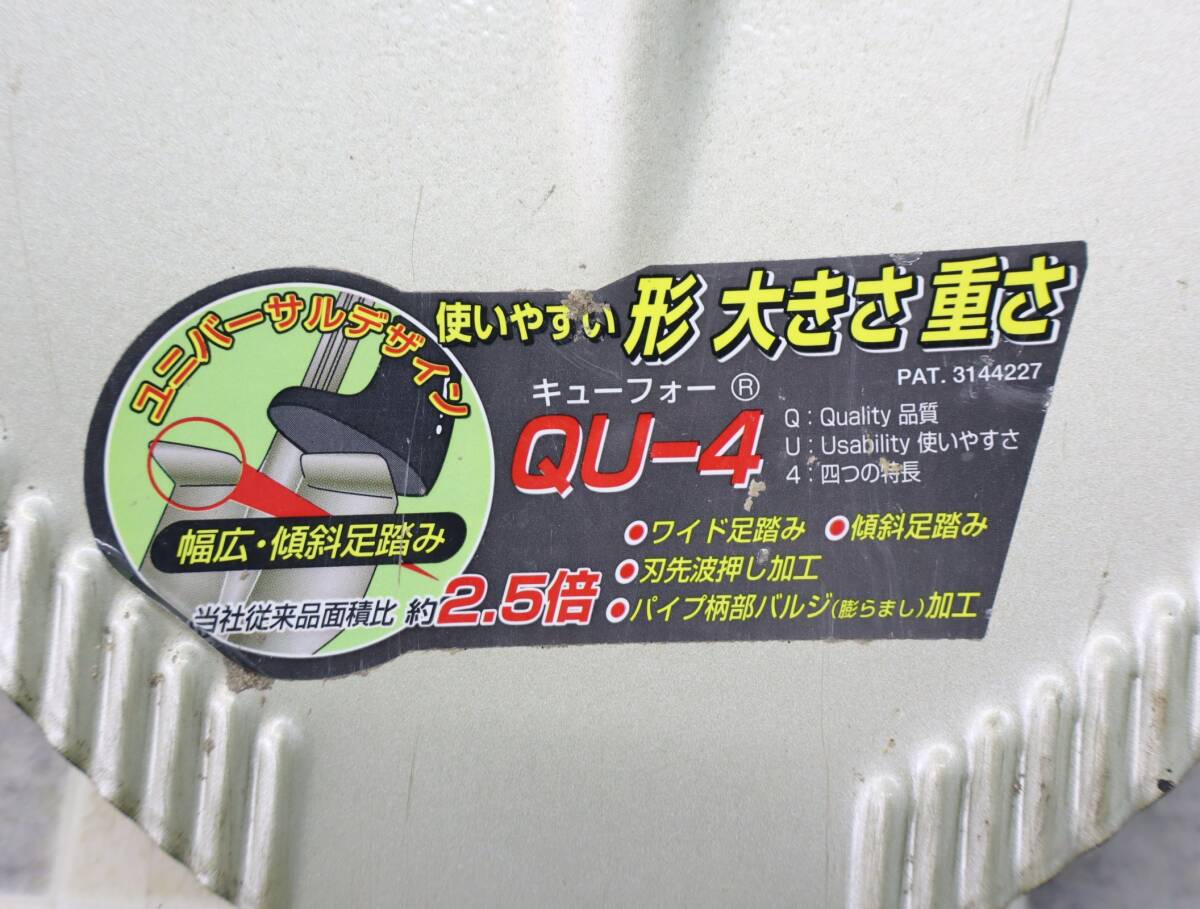 ユニバーサルデザイン
使いやすい 形 大きさ 重さ
PAT. 3144227
キューフォー ®
QU-4
Q : Quality 品質
U : Usability 使いやすさ
4 : 四つの特長
幅広・傾斜足踏み
当社従来品面積比 約2.5倍
●ワイド足踏み ●傾斜足踏み
●刃先波押し加工
●パイプ柄部バルジ(膨らまし)加工